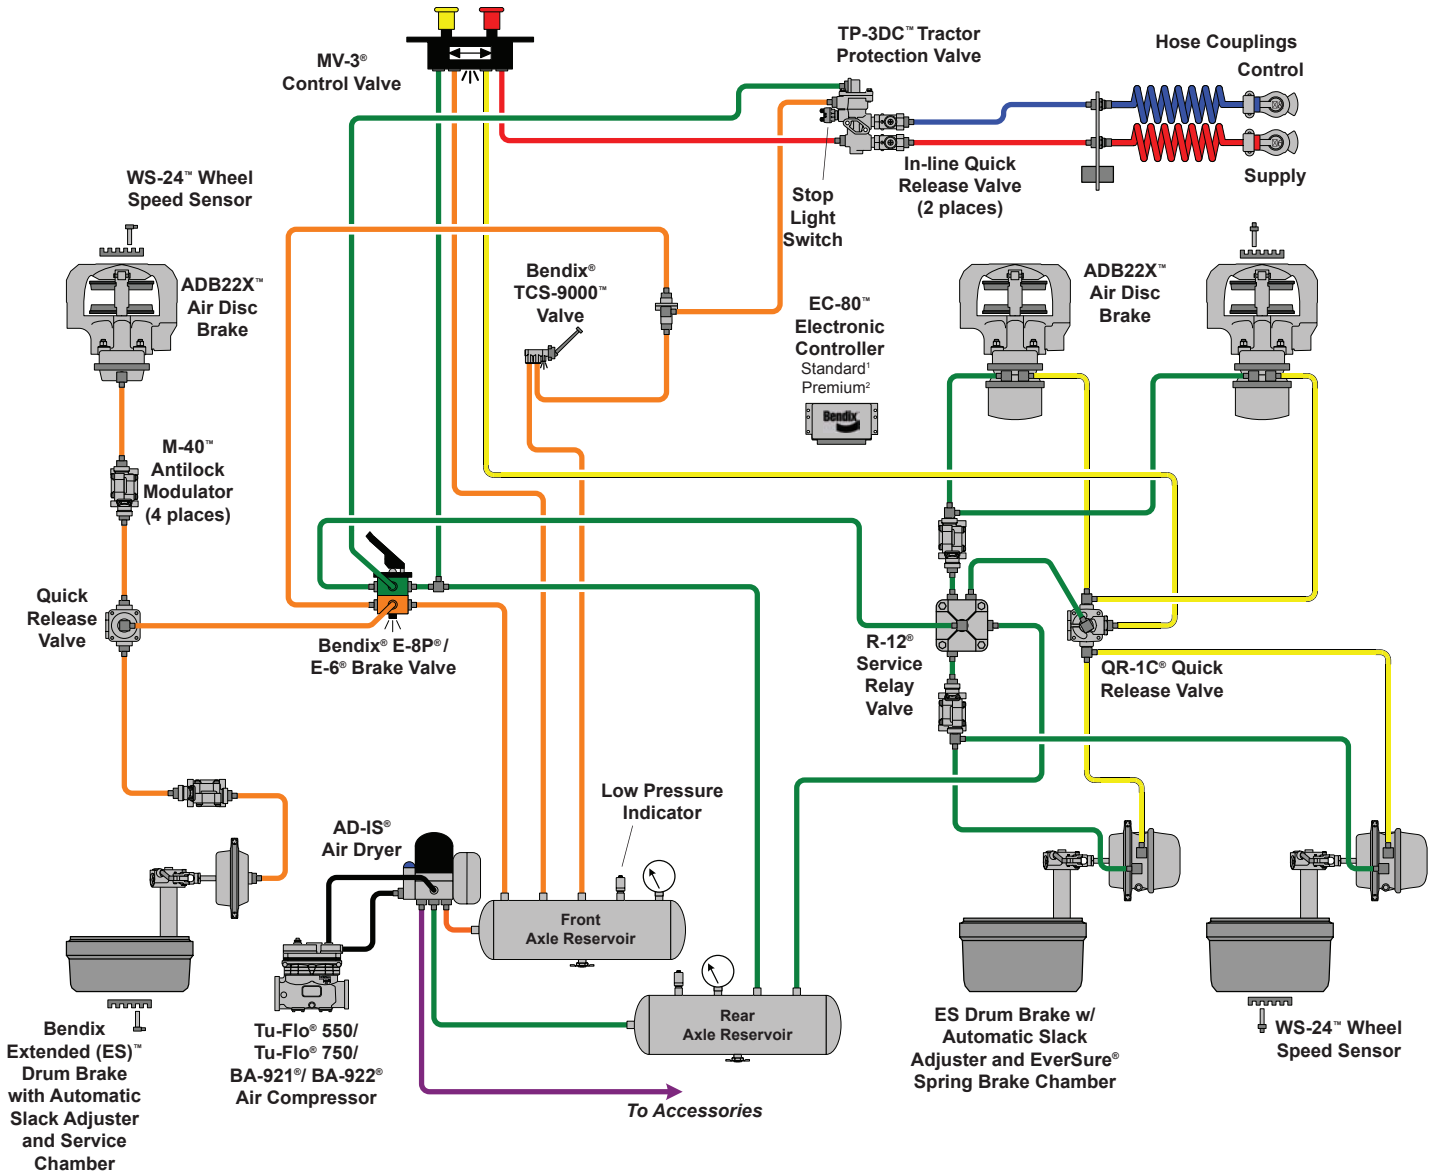 MV-3®
Control Valve
TP-3DC™ Tractor
Protection Valve
Hose Couplings
Control
Supply
In-line Quick
Release Valve
(2 places)
Stop
Light
Switch
WS-24™ Wheel
Speed Sensor
ADB22X™
Air Disc
Brake
Bendix®
TCS-9000™
Valve
EC-80™
Electronic
Controller
Standard¹
Premium²
Bendix
ADB22X™
Air Disc
Brake
M-40™
Antilock
Modulator
(4 places)
Quick
Release
Valve
Bendix® E-8P®/
E-6® Brake Valve
R-12®
Service
Relay
Valve
QR-1C® Quick
Release Valve
Low Pressure
Indicator
AD-IS®
Air Dryer
Front
Axle Reservoir
Rear
Axle Reservoir
Bendix
Extended (ES)™
Drum Brake
with Automatic
Slack Adjuster
and Service
Chamber
Tu-Flo® 550/
Tu-Flo® 750/
BA-921®/ BA-922®
Air Compressor
To Accessories
ES Drum Brake w/
Automatic Slack
Adjuster and EverSure®
Spring Brake Chamber
WS-24™ Wheel
Speed Sensor